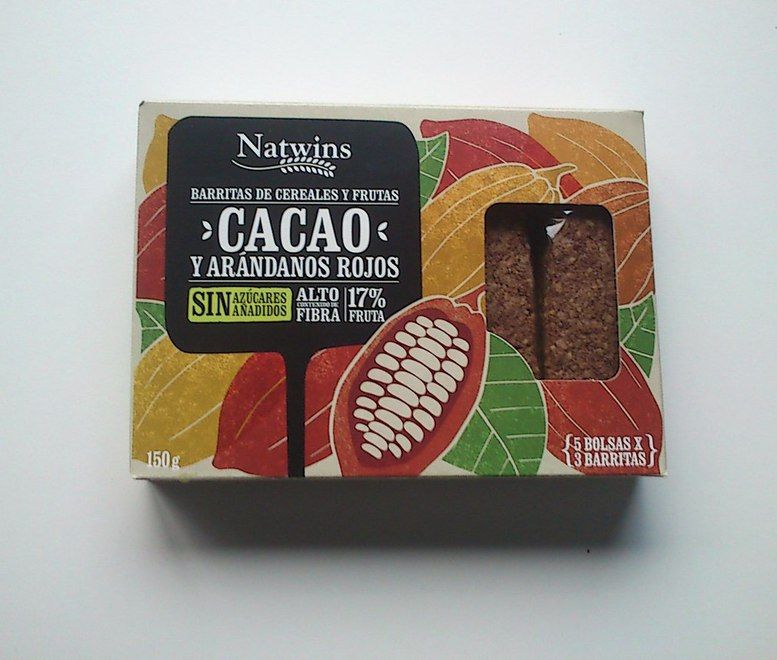 Natwins
BARRITAS DE CEREALES Y FRUTAS
CACAO
Y ARÁNDANOS ROJOS
SIN AZÚCARES AÑADIDOS
ALTO CONTENIDO DE FIBRA
17% FRUTA
150 g
{5 BOLSAS X
3 BARRITAS}